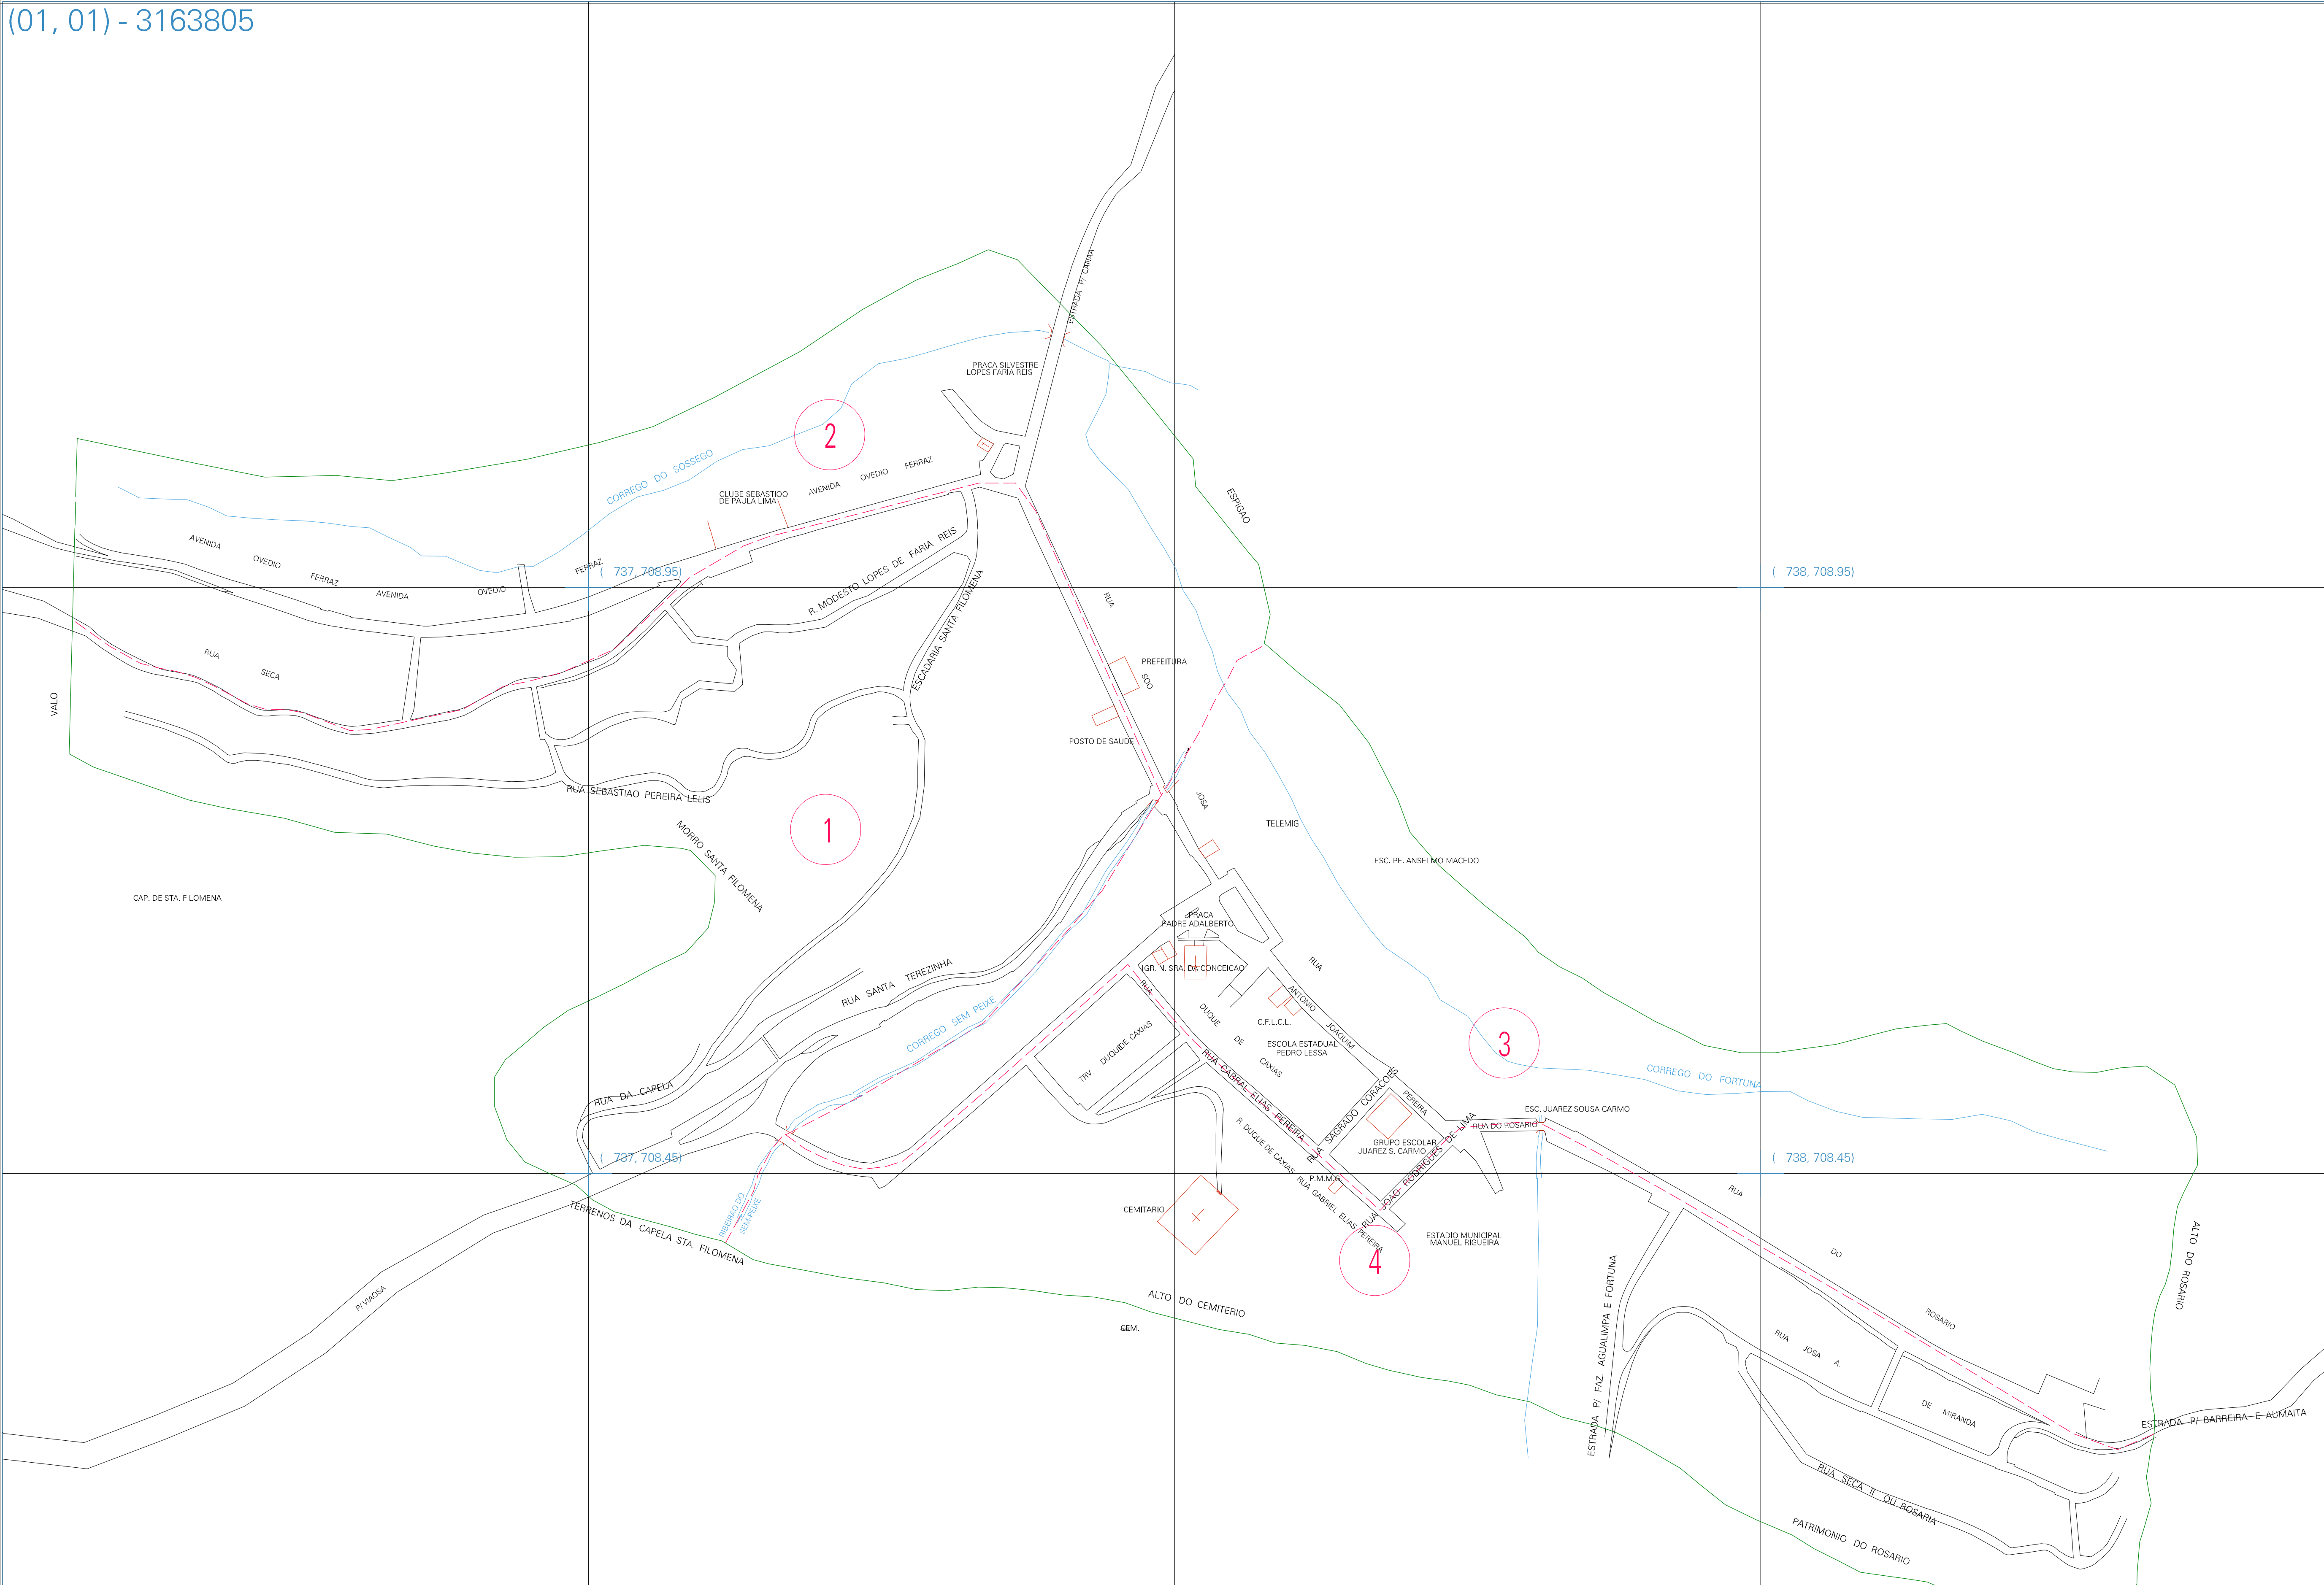 (01, 01) - 3163805
ESTRADA P/ CANAA
PRACA SILVESTRE
LOPES FARIA REIS
2
CORREGO DO SOSSEGO
AVENIDA OVEDIO FERRAZ
CLUBE SEBASTIOO
DE PAULA LIMA
ESPIGAO
AVENIDA OVEDIO FERRAZ
AVENIDA OVEDIO FERRAZ
( 737, 708.95)
( 738, 708.95)
R. MODESTO LOPES DE FARIA REIS
ESCADARIA SANTA FILOMENA
RUA SOO JOSA
RUA SECA
VALO
PREFEITURA
POSTO DE SAUDE
RUA SEBASTIAO PEREIRA LELIS
1
MORRO SANTA FILOMENA
TELEMIG
ESC. PE. ANSELMO MACEDO
CAP. DE STA. FILOMENA
PRACA
PADRE ADALBERTO
IGR. N. SRA. DA CONCEICAO
RUA SANTA TEREZINHA
CORREGO SEM PEIXE
RUA ANTONIO JOAQUIM PEREIRA
RUA DUQUE DE CAXIAS
C.F.L.C.L.
ESCOLA ESTADUAL
PEDRO LESSA
TRV. DUQUE DE CAXIAS
3
RUA CABRAL ELIAS PEREIRA
RUA SAGRADO CORACOES
CORREGO DO FORTUNA
RUA DA CAPELA
ESC. JUAREZ SOUSA CARMO
RUA DO ROSARIO
GRUPO ESCOLAR
JUAREZ S. CARMO
RUA JOAO RODRIGUES DE LIMA
R. DUQUE DE CAXIAS
( 737, 708.45)
( 738, 708.45)
P.M.M.G.
RUA GABRIEL ELIAS PEREIRA
RIBEIRAO DO
SEM PEIXE
TERRENOS DA CAPELA STA. FILOMENA
CEMITARIO
ESTADIO MUNICIPAL
MANUEL RIGUEIRA
4
RUA DO ROSARIO
ALTO DO ROSARIO
P/ VIAOSA
ALTO DO CEMITERIO
CEM.
ESTRADA P/ FAZ. AGUALIMPA E FORTUNA
RUA JOSA A. DE MIRANDA
ESTRADA P/ BARREIRA E AUMAITA
RUA SECA II OU ROSARIA
PATRIMONIO DO ROSARIO